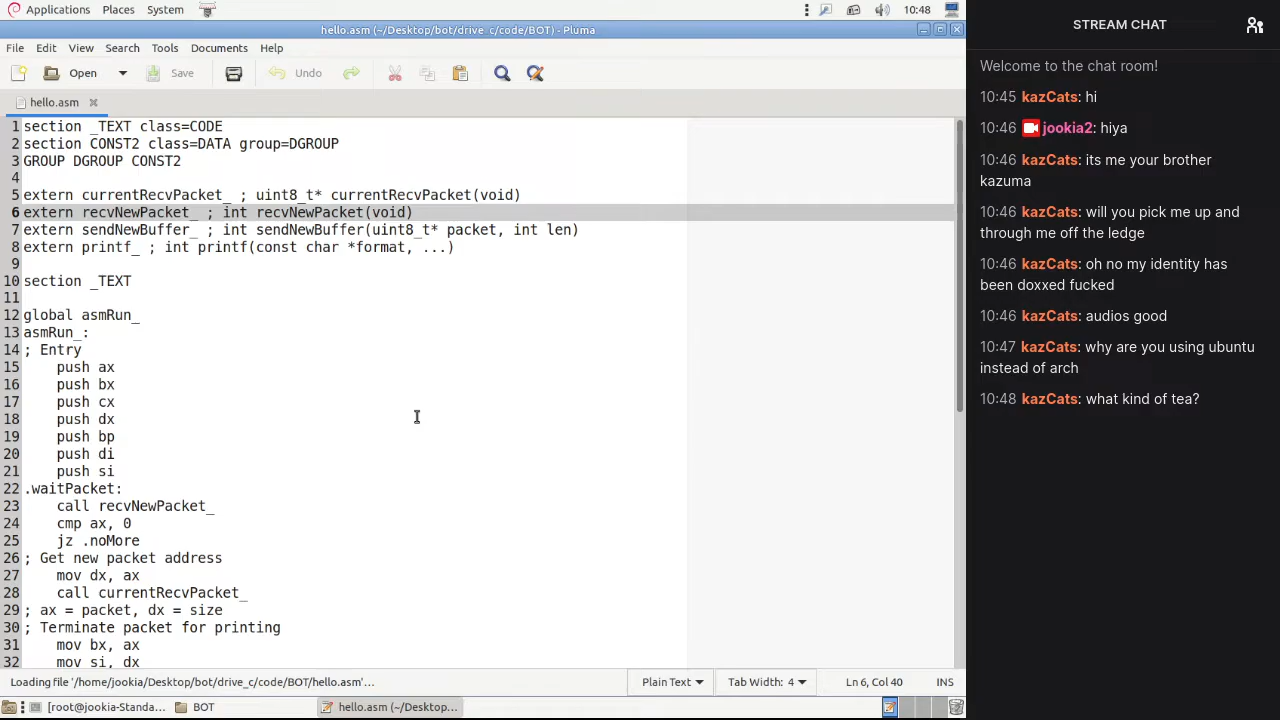 Applications Places System 10:48
hello.asm (~/Desktop/bot/drive_c/code/BOT) - Pluma
File Edit View Search Tools Documents Help
Open Save Undo
hello.asm
1 section _TEXT class=CODE
2 section CONST2 class=DATA group=DGROUP
3 GROUP DGROUP CONST2
4
5 extern currentRecvPacket_ ; uint8_t* currentRecvPacket(void)
6 extern recvNewPacket_ ; int recvNewPacket(void)
7 extern sendNewBuffer_ ; int sendNewBuffer(uint8_t* packet, int len)
8 extern printf_ ; int printf(const char *format, ...)
9
10 section _TEXT
11
12 global asmRun_
13 asmRun_:
14 ; Entry
15     push ax
16     push bx
17     push cx
18     push dx
19     push bp
20     push di
21     push si
22 .waitPacket:
23     call recvNewPacket_
24     cmp ax, 0
25     jz .noMore
26 ; Get new packet address
27     mov dx, ax
28     call currentRecvPacket_
29 ; ax = packet, dx = size
30 ; Terminate packet for printing
31     mov bx, ax
32     mov si, dx
Loading file '/home/jookia/Desktop/bot/drive_c/code/BOT/hello.asm'… Plain Text Tab Width: 4 Ln 6, Col 40 INS
[root@jookia-Standa... BOT hello.asm (~/Desktop...
STREAM CHAT
Welcome to the chat room!
10:45 kazCats: hi
10:46 jookia2: hiya
10:46 kazCats: its me your brother
kazuma
10:46 kazCats: will you pick me up and
through me off the ledge
10:46 kazCats: oh no my identity has
been doxxed fucked
10:46 kazCats: audios good
10:47 kazCats: why are you using ubuntu
instead of arch
10:48 kazCats: what kind of tea?